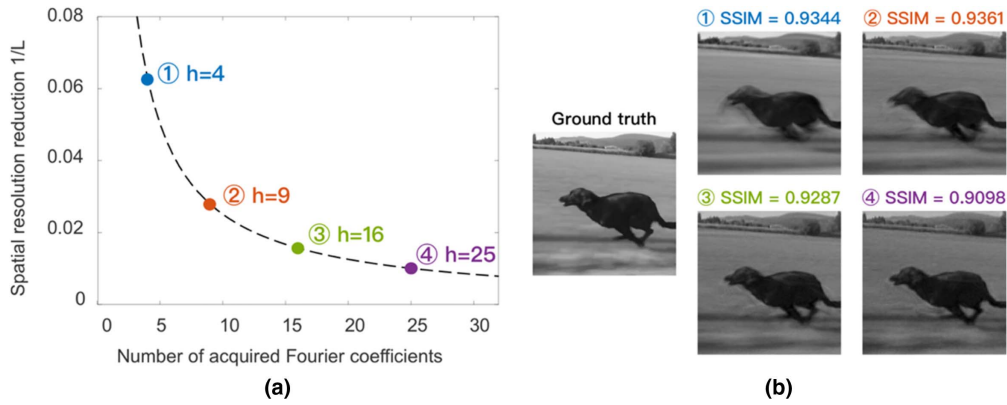 Spatial resolution reduction 1/L
0.08
0.06
0.04
0.02
0
① h=4
② h=9
③ h=16
④ h=25
0 5 10 15 20 25 30
Number of acquired Fourier coefficients
(a)
Ground truth
① SSIM = 0.9344
② SSIM = 0.9361
③ SSIM = 0.9287
④ SSIM = 0.9098
(b)